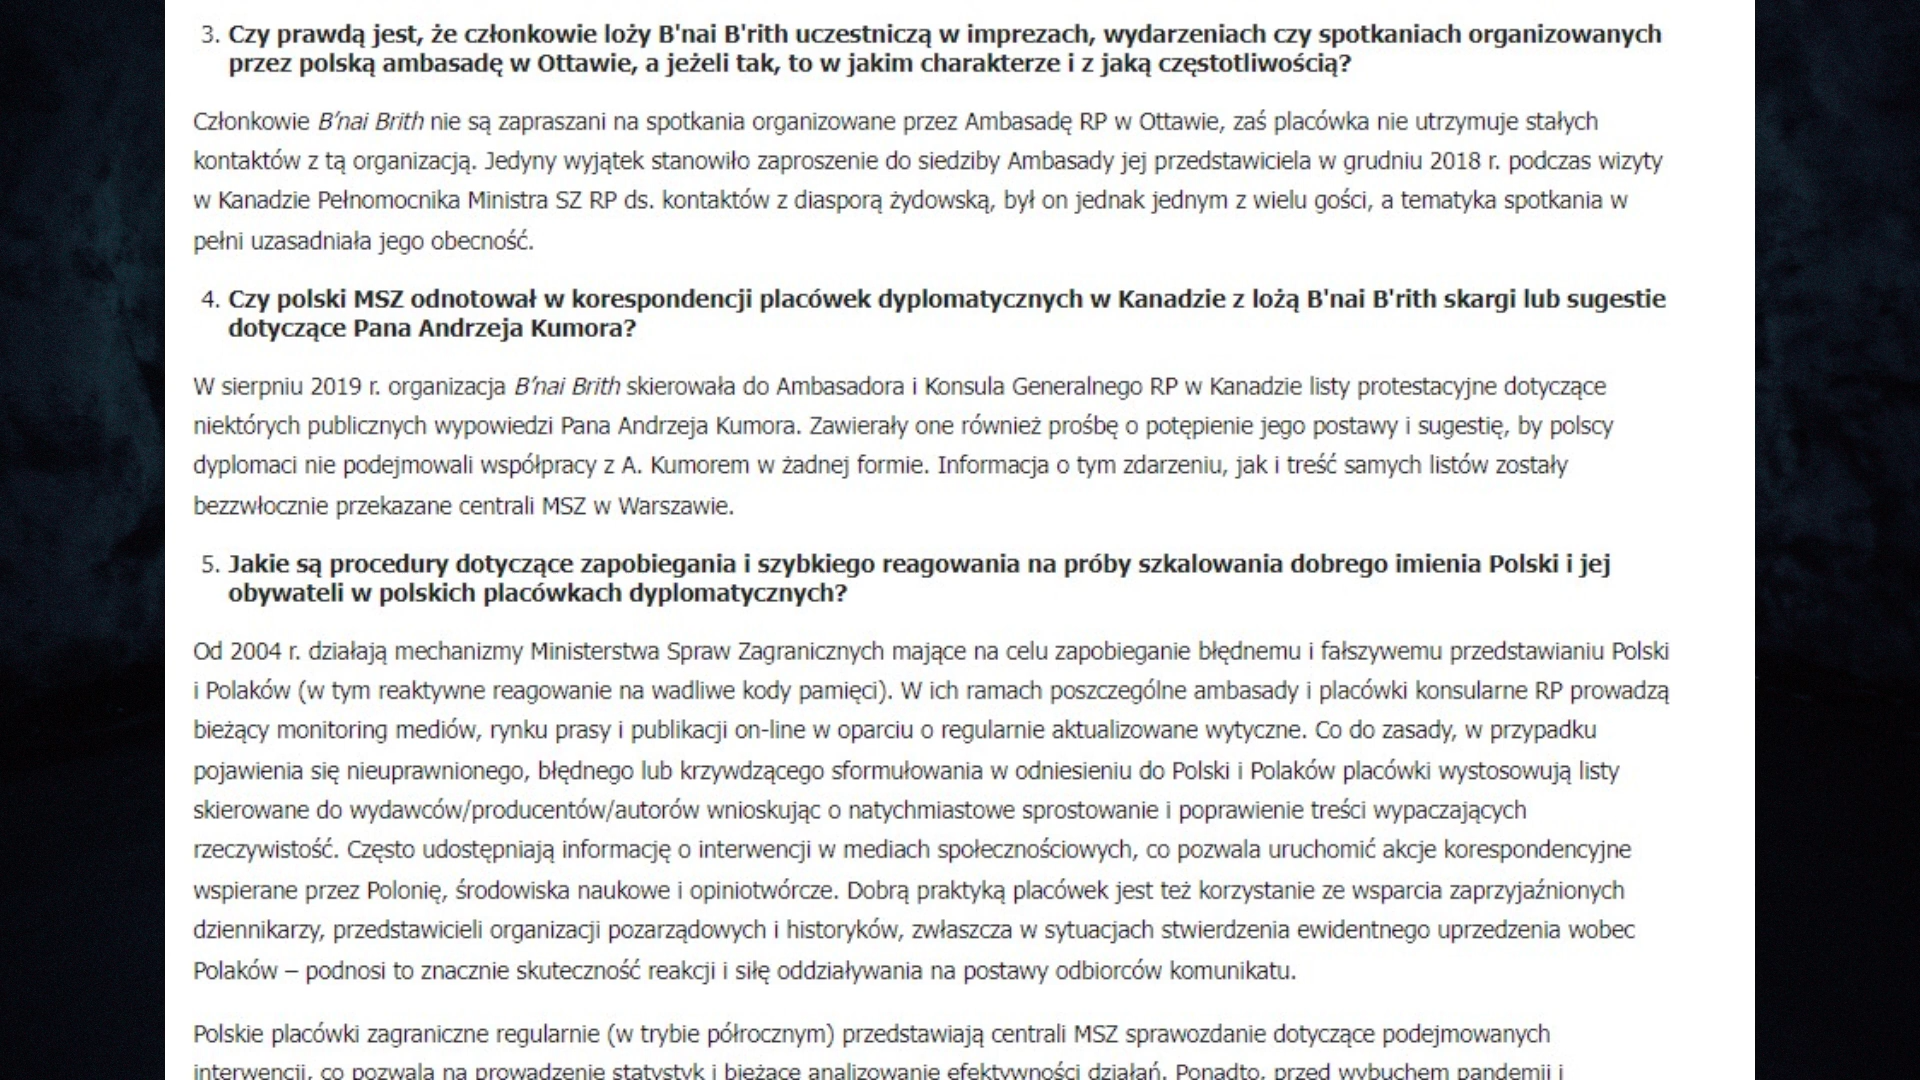 3. Czy prawdą jest, że członkowie loży B'nai B'rith uczestniczą w imprezach, wydarzeniach czy spotkaniach organizowanych
przez polską ambasadę w Ottawie, a jeżeli tak, to w jakim charakterze i z jaką częstotliwością?
Członkowie B'nai Brith nie są zapraszani na spotkania organizowane przez Ambasadę RP w Ottawie, zaś placówka nie utrzymuje stałych
kontaktów z tą organizacją. Jedyny wyjątek stanowiło zaproszenie do siedziby Ambasady jej przedstawiciela w grudniu 2018 r. podczas wizyty
w Kanadzie Pełnomocnika Ministra SZ RP ds. kontaktów z diasporą żydowską, był on jednak jednym z wielu gości, a tematyka spotkania w
pełni uzasadniała jego obecność.
4. Czy polski MSZ odnotował w korespondencji placówek dyplomatycznych w Kanadzie z lożą B'nai B'rith skargi lub sugestie
dotyczące Pana Andrzeja Kumora?
W sierpniu 2019 r. organizacja B'nai Brith skierowała do Ambasadora i Konsula Generalnego RP w Kanadzie listy protestacyjne dotyczące
niektórych publicznych wypowiedzi Pana Andrzeja Kumora. Zawierały one również prośbę o potępienie jego postawy i sugestię, by polscy
dyplomaci nie podejmowali współpracy z A. Kumorem w żadnej formie. Informacja o tym zdarzeniu, jak i treść samych listów zostały
bezzwłocznie przekazane centrali MSZ w Warszawie.
5. Jakie są procedury dotyczące zapobiegania i szybkiego reagowania na próby szkalowania dobrego imienia Polski i jej
obywateli w polskich placówkach dyplomatycznych?
Od 2004 r. działają mechanizmy Ministerstwa Spraw Zagranicznych mające na celu zapobieganie błędnemu i fałszywemu przedstawianiu Polski
i Polaków (w tym reaktywne reagowanie na wadliwe kody pamięci). W ich ramach poszczególne ambasady i placówki konsularne RP prowadzą
bieżący monitoring mediów, rynku prasy i publikacji on-line w oparciu o regularnie aktualizowane wytyczne. Co do zasady, w przypadku
pojawienia się nieuprawnionego, błędnego lub krzywdzącego sformułowania w odniesieniu do Polski i Polaków placówki wystosowują listy
skierowane do wydawców/producentów/autorów wnioskując o natychmiastowe sprostowanie i poprawienie treści wypaczających
rzeczywistość. Często udostępniają informację o interwencji w mediach społecznościowych, co pozwala uruchomić akcje korespondencyjne
wspierane przez Polonię, środowiska naukowe i opiniotwórcze. Dobrą praktyką placówek jest też korzystanie ze wsparcia zaprzyjaźnionych
dziennikarzy, przedstawicieli organizacji pozarządowych i historyków, zwłaszcza w sytuacjach stwierdzenia ewidentnego uprzedzenia wobec
Polaków – podnosi to znacznie skuteczność reakcji i siłę oddziaływania na postawy odbiorców komunikatu.
Polskie placówki zagraniczne regularnie (w trybie półrocznym) przedstawiają centrali MSZ sprawozdanie dotyczące podejmowanych
interwencji, co pozwala na prowadzenie statystyk i bieżące analizowanie efektywności działań. Ponadto, przed wybuchem pandemii i